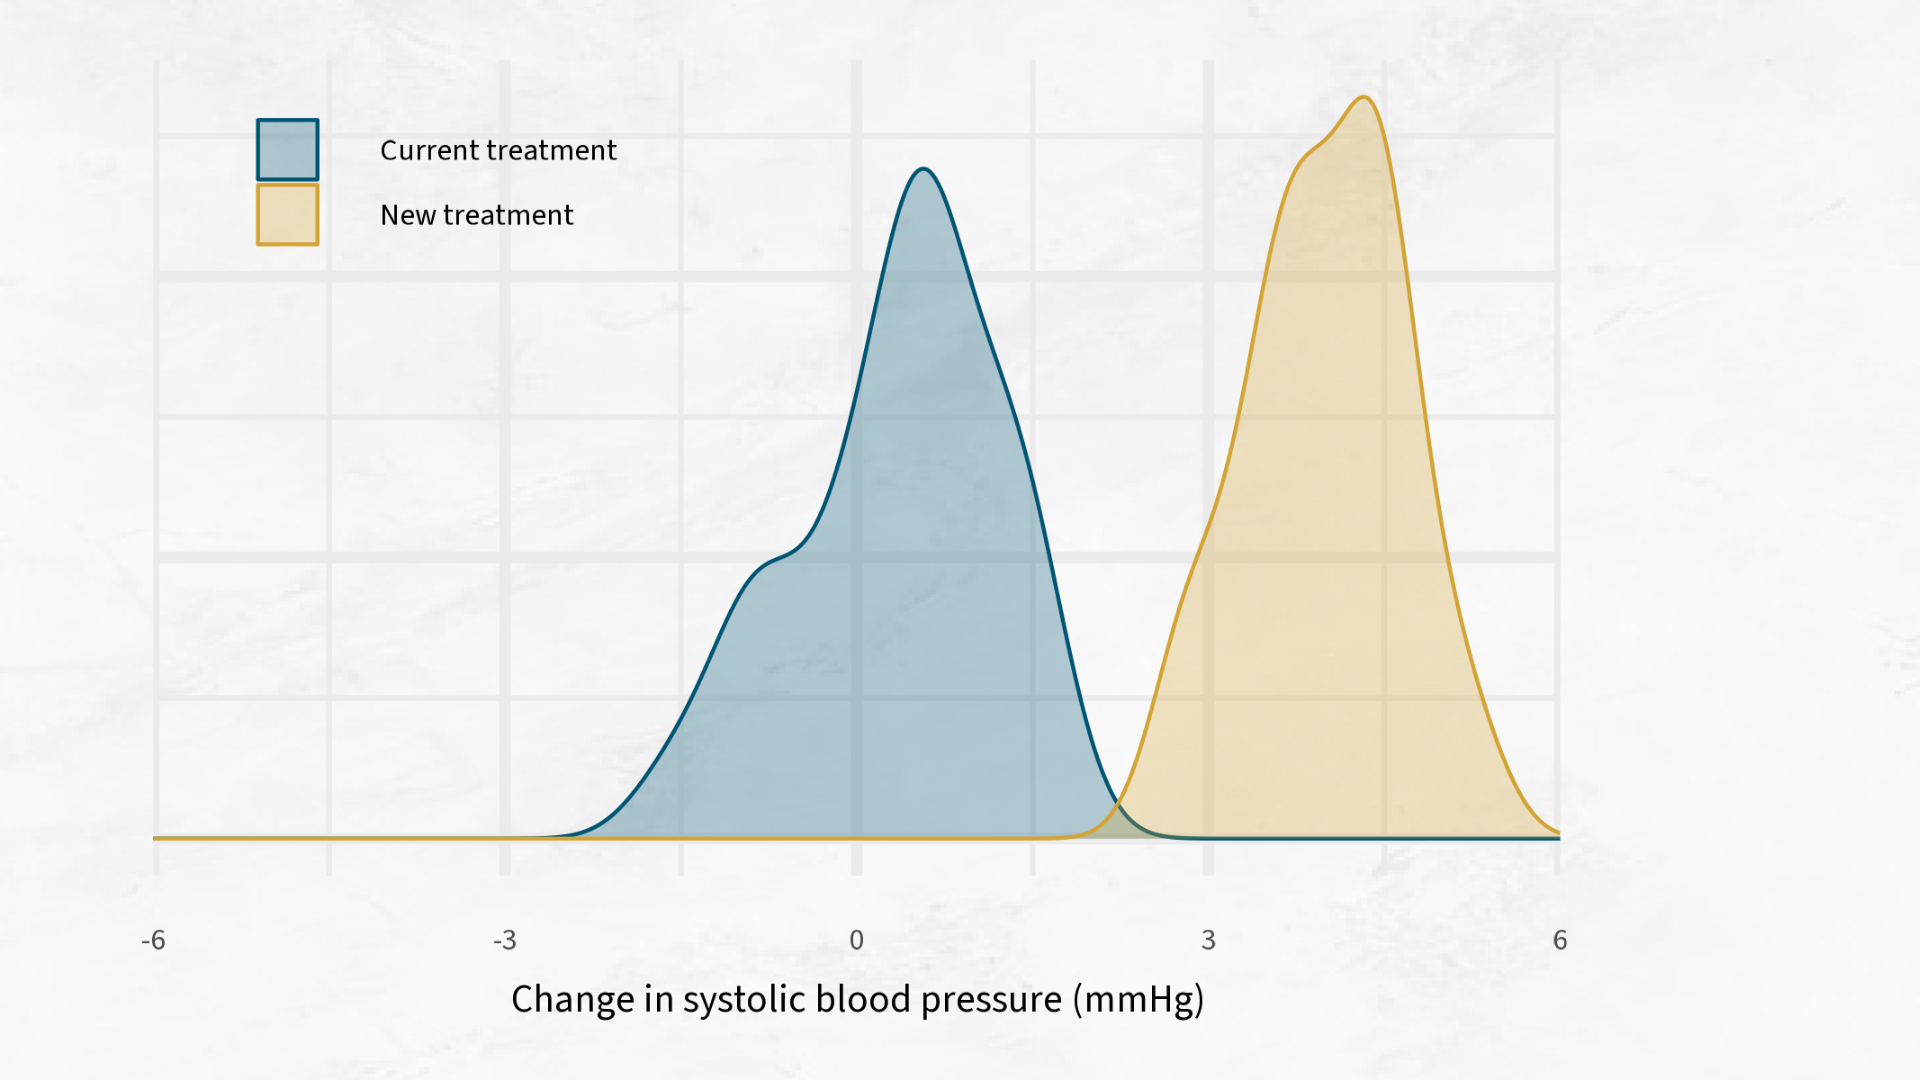 Current treatment
New treatment
-6 -3 0 3 6
Change in systolic blood pressure (mmHg)